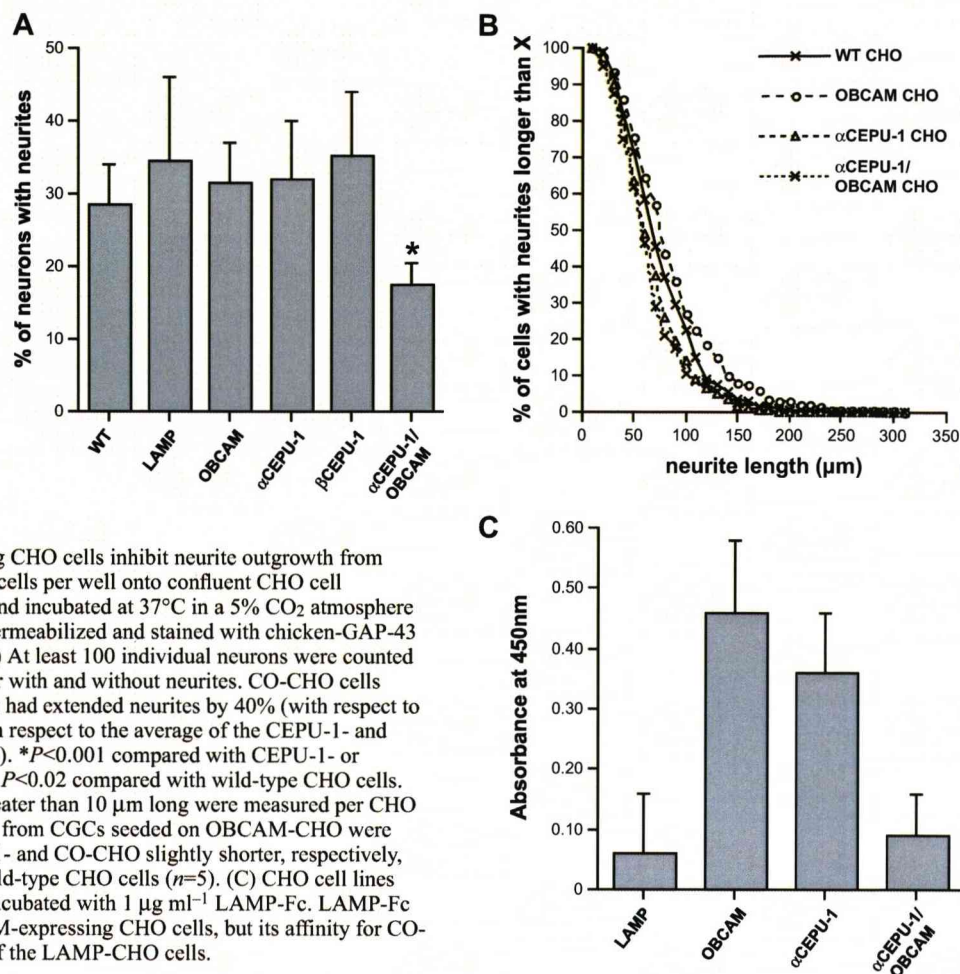 A
% of neurons with neurites
50
40
30
20
10
0
*
WT
LAMP
OBCAM
αCEPU-1
βCEPU-1
αCEPU-1/
OBCAM
B
% of cells with neurites longer than X
100
90
80
70
60
50
40
30
20
10
0
WT CHO
OBCAM CHO
αCEPU-1 CHO
αCEPU-1/
OBCAM CHO
0
50
100
150
200
250
300
350
neurite length (µm)
g CHO cells inhibit neurite outgrowth from
cells per well onto confluent CHO cell
nd incubated at 37°C in a 5% CO₂ atmosphere
ermeabilized and stained with chicken-GAP-43
) At least 100 individual neurons were counted
r with and without neurites. CO-CHO cells
had extended neurites by 40% (with respect to
n respect to the average of the CEPU-1- and
). *P<0.001 compared with CEPU-1- or
P<0.02 compared with wild-type CHO cells.
eater than 10 µm long were measured per CHO
from CGCs seeded on OBCAM-CHO were
- and CO-CHO slightly shorter, respectively,
ld-type CHO cells (n=5). (C) CHO cell lines
ncubated with 1 µg ml⁻¹ LAMP-Fc. LAMP-Fc
M-expressing CHO cells, but its affinity for CO-
f the LAMP-CHO cells.
C
Absorbance at 450nm
0.60
0.50
0.40
0.30
0.20
0.10
0
LAMP
OBCAM
αCEPU-1
αCEPU-1/
OBCAM